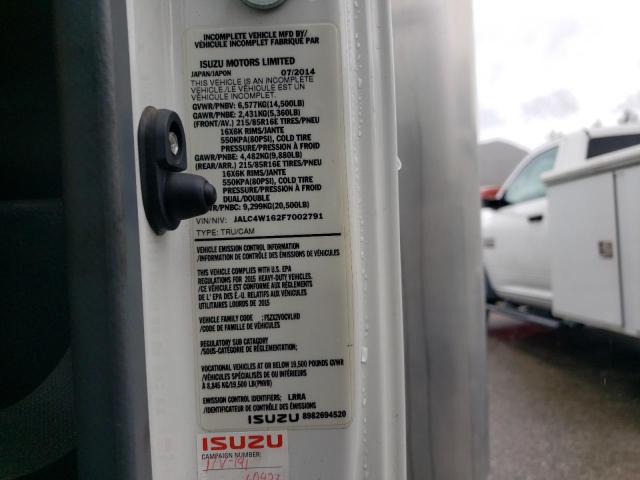 INCOMPLETE VEHICLE MFD BY/
VÉHICULE INCOMPLET FABRIQUÉ PAR
ISUZU MOTORS LIMITED
JAPAN/JAPON 07/2014
THIS VEHICLE IS AN INCOMPLETE
VEHICLE./LE VÉHICULE EST UN
VÉHICULE INCOMPLET.
GVWR/PNBV: 6,577KG(14,500LB)
GAWR/PNBE: 2,431KG(5,360LB)
(FRONT/AV.) 215/85R16E TIRES/PNEU
16X6K RIMS/JANTE
550KPA(80PSI), COLD TIRE
PRESSURE/PRESSION À FROID
GAWR/PNBE: 4,482KG(9,880LB)
(REAR/ARR.) 215/85R16E TIRES/PNEU
16X6K RIMS/JANTE
550KPA(80PSI), COLD TIRE
PRESSURE/PRESSION À FROID
DUAL/DOUBLE
R/PNBC: 9,299KG(20,500LB)
VIN/NIV: JALC4W162F7002791
TYPE: TRU/CAM
VEHICLE EMISSION CONTROL INFORMATION
/INFORMATION DE CONTRÔLE DES ÉMISSIONS DE VÉHICULES
THIS VEHICLE COMPLIES WITH U.S. EPA
REGULATIONS FOR 2015 HEAVY-DUTY VEHICLES.
/CE VÉHICULE EST CONFORME AUX RÈGLEMENTS
DE L' EPA DES É.-U. RELATIFS AUX VÉHICULES
UTILITAIRES LOURDS DE 2015
VEHICLE FAMILY CODE :
/CODE DE FAMILLE DE VÉHICULE:
REGULATORY SUB CATAGORY
/SOUS-CATÉGORIE DE RÉGLEMENTATION:
VOCATIONAL VEHICLES AT OR BELOW 19,500 POUNDS GVWR
/VÉHICULES SPÉCIALISÉS DE OU INFÉRIEURS
À 8,845 KG/19,500 LB(PNBV)
EMISSION CONTROL IDENTIFIERS: LRRA
/IDENTIFICATEUR DE CONTRÔLE DES ÉMISSIONS
ISUZU 8982694520
ISUZU
CAMPAIGN NUMBER: